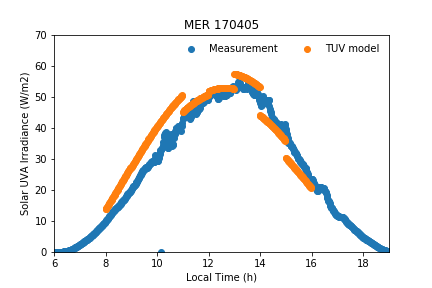 MER 170405
Measurement
TUV model
70
60
50
40
30
20
10
0
Solar UVA Irradiance (W/m2)
6 8 10 12 14 16 18
Local Time (h)